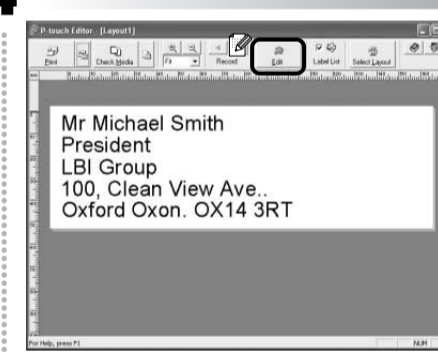 P-touch Editor - [Layout1]
Print Check Media Fit Record Edit Label List Select Layout
Mr Michael Smith
President
LBI Group
100, Clean View Ave..
Oxford Oxon. OX14 3RT
For Help, press F1 NUM